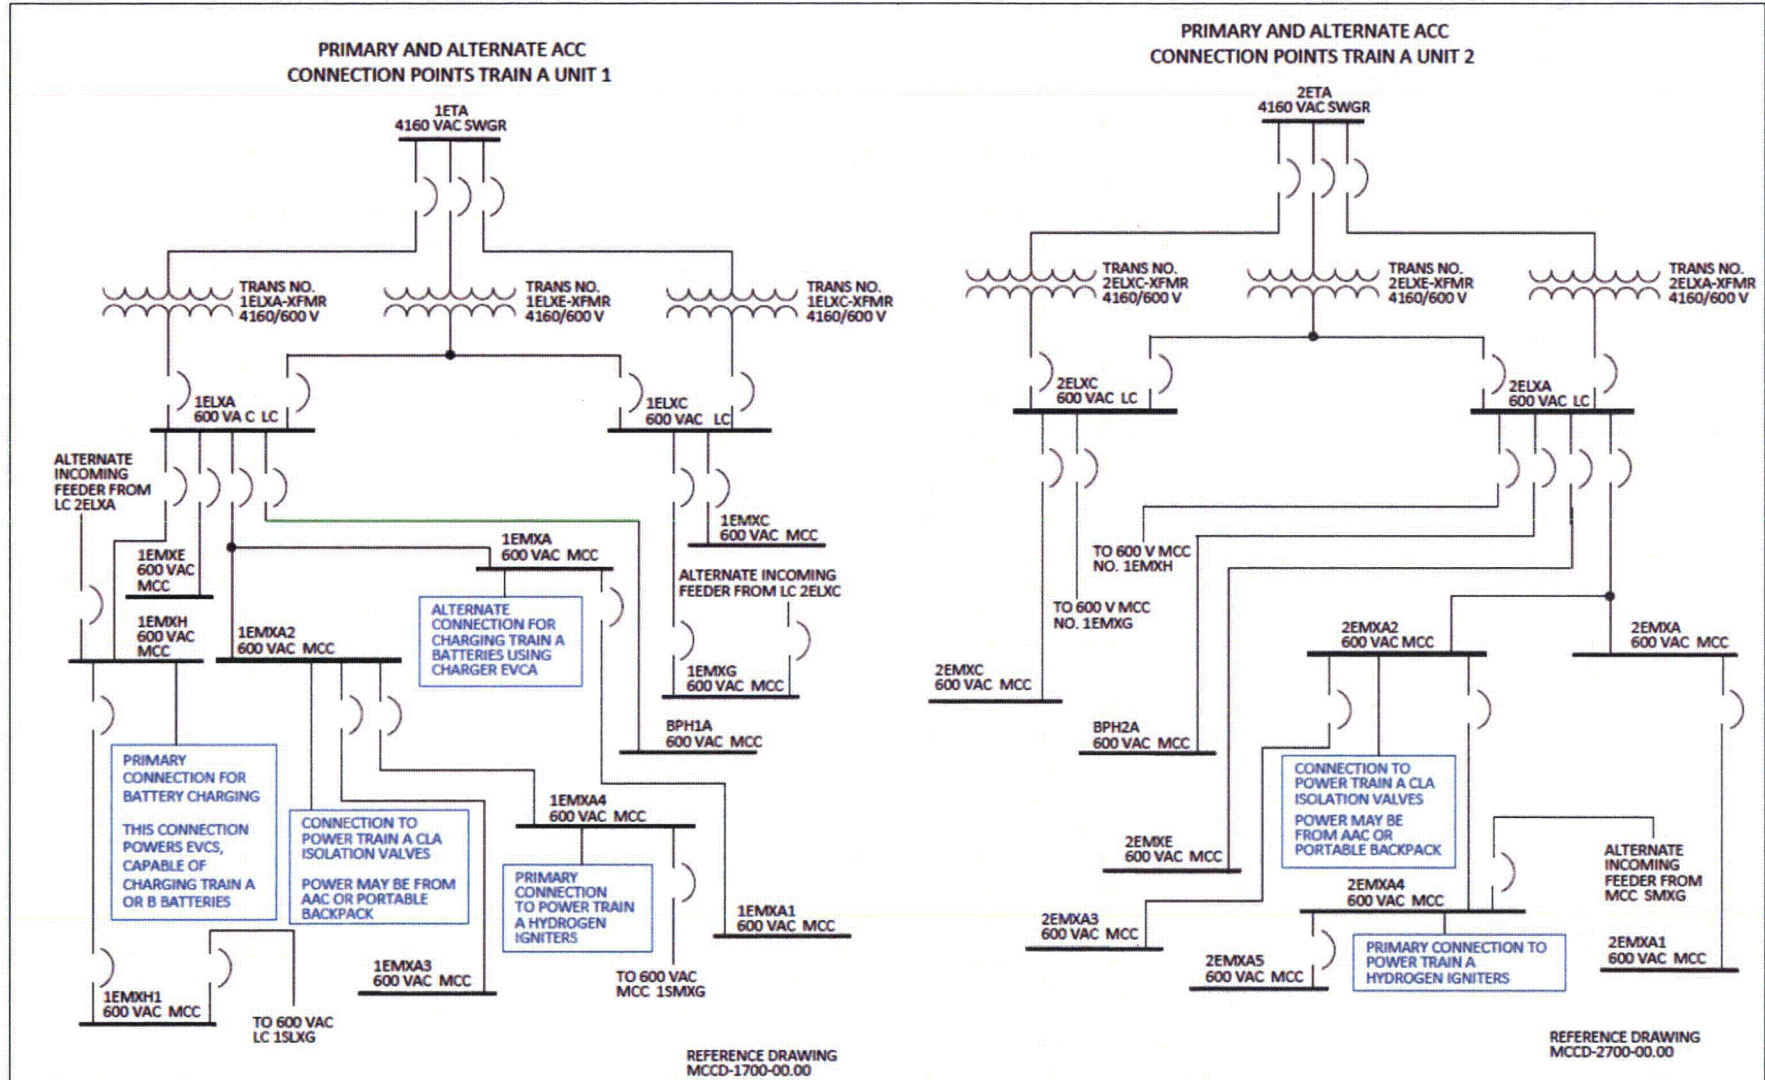 PRIMARY AND ALTERNATE ACC
CONNECTION POINTS TRAIN A UNIT 1
1ETA
4160 VAC SWGR
TRANS NO.
1ELXA-XFMR
4160/600 V
TRANS NO.
1ELXE-XFMR
4160/600 V
TRANS NO.
1ELXC-XFMR
4160/600 V
1ELXA
600 VA C LC
1ELXC
600 VAC LC
ALTERNATE
INCOMING
FEEDER FROM
LC 2ELXA
1EMXE
600 VAC
MCC
1EMXH
600 VAC
MCC
1EMXA
600 VAC MCC
1EMXC
600 VAC MCC
ALTERNATE INCOMING
FEEDER FROM LC 2ELXC
ALTERNATE
CONNECTION FOR
CHARGING TRAIN A
BATTERIES USING
CHARGER EVCA
1EMXA2
600 VAC MCC
1EMXG
600 VAC MCC
BPH1A
600 VAC MCC
PRIMARY
CONNECTION FOR
BATTERY CHARGING
THIS CONNECTION
POWERS EVCS,
CAPABLE OF
CHARGING TRAIN A
OR B BATTERIES
CONNECTION TO
POWER TRAIN A CLA
ISOLATION VALVES
POWER MAY BE FROM
AAC OR PORTABLE
BACKPACK
1EMXA4
600 VAC MCC
PRIMARY
CONNECTION
TO POWER TRAIN
A HYDROGEN
IGNITERS
1EMXA1
600 VAC MCC
1EMXA3
600 VAC MCC
TO 600 VAC
MCC 1SMXG
1EMXH1
600 VAC MCC
TO 600 VAC
LC 1SLXG
REFERENCE DRAWING
MCCD-1700-00.00
PRIMARY AND ALTERNATE ACC
CONNECTION POINTS TRAIN A UNIT 2
2ETA
4160 VAC SWGR
TRANS NO.
2ELXC-XFMR
4160/600 V
TRANS NO.
2ELXE-XFMR
4160/600 V
TRANS NO.
2ELXA-XFMR
4160/600 V
2ELXC
600 VAC LC
2ELXA
600 VAC LC
TO 600 V MCC
NO. 1EMXH
TO 600 V MCC
NO. 1EMXG
2EMXA2
600 VAC MCC
2EMXA
600 VAC MCC
2EMXC
600 VAC MCC
BPH2A
600 VAC MCC
CONNECTION TO
POWER TRAIN A CLA
ISOLATION VALVES
POWER MAY BE
FROM AAC OR
PORTABLE BACKPACK
2EMXE
600 VAC MCC
ALTERNATE
INCOMING
FEEDER FROM
MCC SMXG
2EMXA4
600 VAC MCC
2EMXA3
600 VAC MCC
PRIMARY CONNECTION TO
POWER TRAIN A
HYDROGEN IGNITERS
2EMXA5
600 VAC MCC
2EMXA1
600 VAC MCC
REFERENCE DRAWING
MCCD-2700-00.00